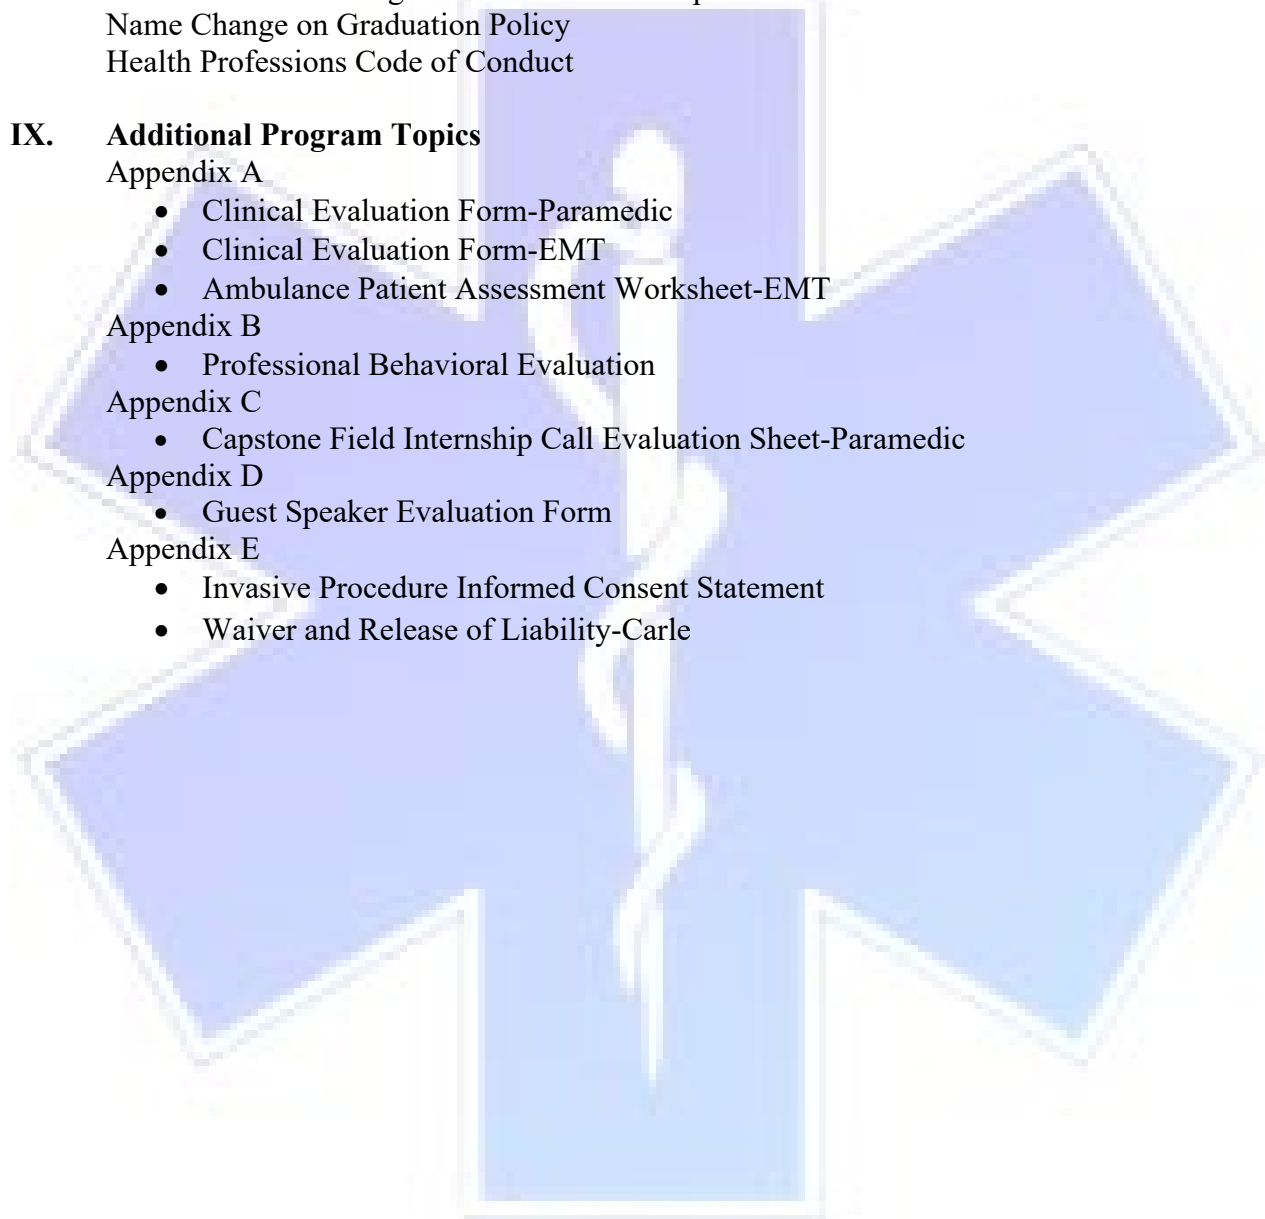 Name Change on Graduation Policy
Health Professions Code of Conduct
IX. Additional Program Topics
Appendix A
• Clinical Evaluation Form-Paramedic
• Clinical Evaluation Form-EMT
• Ambulance Patient Assessment Worksheet-EMT
Appendix B
• Professional Behavioral Evaluation
Appendix C
• Capstone Field Internship Call Evaluation Sheet-Paramedic
Appendix D
• Guest Speaker Evaluation Form
Appendix E
• Invasive Procedure Informed Consent Statement
• Waiver and Release of Liability-Carle